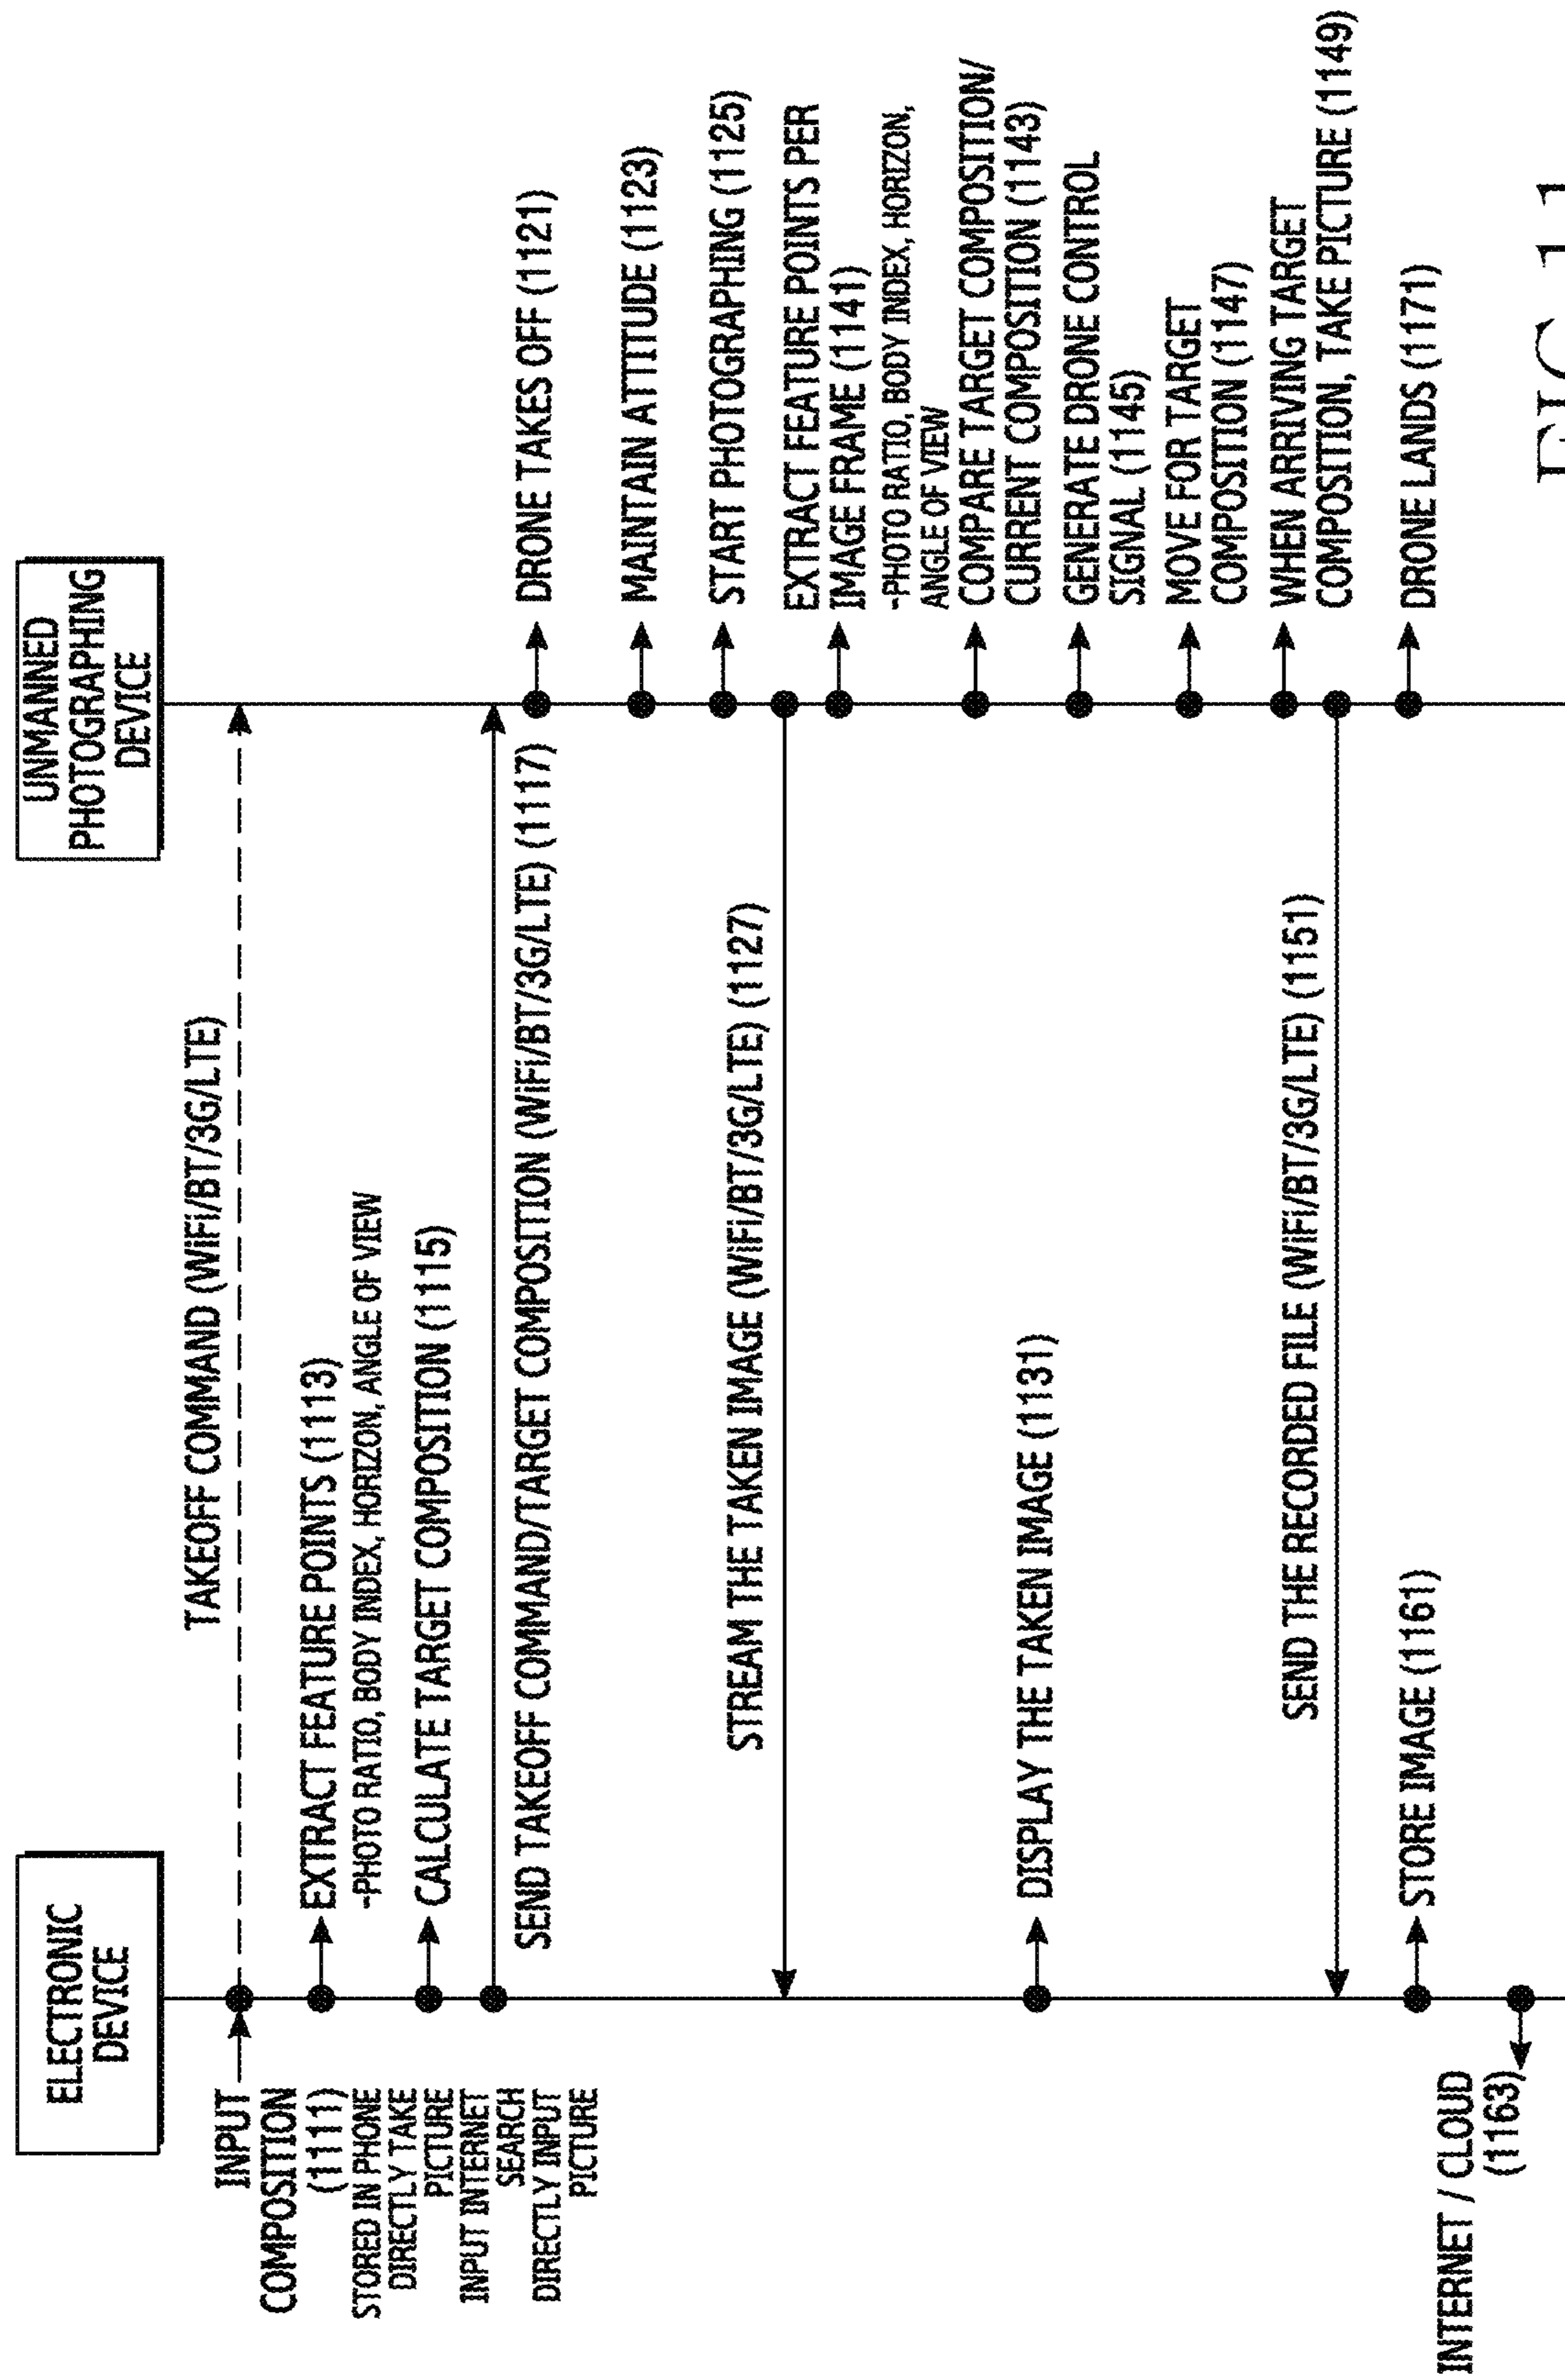 ELECTRONIC
DEVICE
UNMANNED
PHOTOGRAPHING
DEVICE
TAKEOFF COMMAND (WiFi/BT/3G/LTE)
INPUT
COMPOSITION
(1111)
STORED IN PHONE
DIRECTLY TAKE
PICTURE
INPUT INTERNET
SEARCH
DIRECTLY INPUT
PICTURE
EXTRACT FEATURE POINTS (1113)
-PHOTO RATIO, BODY INDEX, HORIZON, ANGLE OF VIEW
CALCULATE TARGET COMPOSITION (1115)
SEND TAKEOFF COMMAND/TARGET COMPOSITION (WiFi/BT/3G/LTE) (1117)
DRONE TAKES OFF (1121)
MAINTAIN ATTITUDE (1123)
START PHOTOGRAPHING (1125)
STREAM THE TAKEN IMAGE (WiFi/BT/3G/LTE) (1127)
EXTRACT FEATURE POINTS PER
IMAGE FRAME (1141)
-PHOTO RATIO, BODY INDEX, HORIZON,
ANGLE OF VIEW
COMPARE TARGET COMPOSITION/
CURRENT COMPOSITION (1143)
DISPLAY THE TAKEN IMAGE (1131)
GENERATE DRONE CONTROL
SIGNAL (1145)
MOVE FOR TARGET
COMPOSITION (1147)
WHEN ARRIVING TARGET
COMPOSITION, TAKE PICTURE (1149)
SEND THE RECORDED FILE (WiFi/BT/3G/LTE) (1151)
STORE IMAGE (1161)
DRONE LANDS (1171)
INTERNET / CLOUD
(1163)
FIG. 11